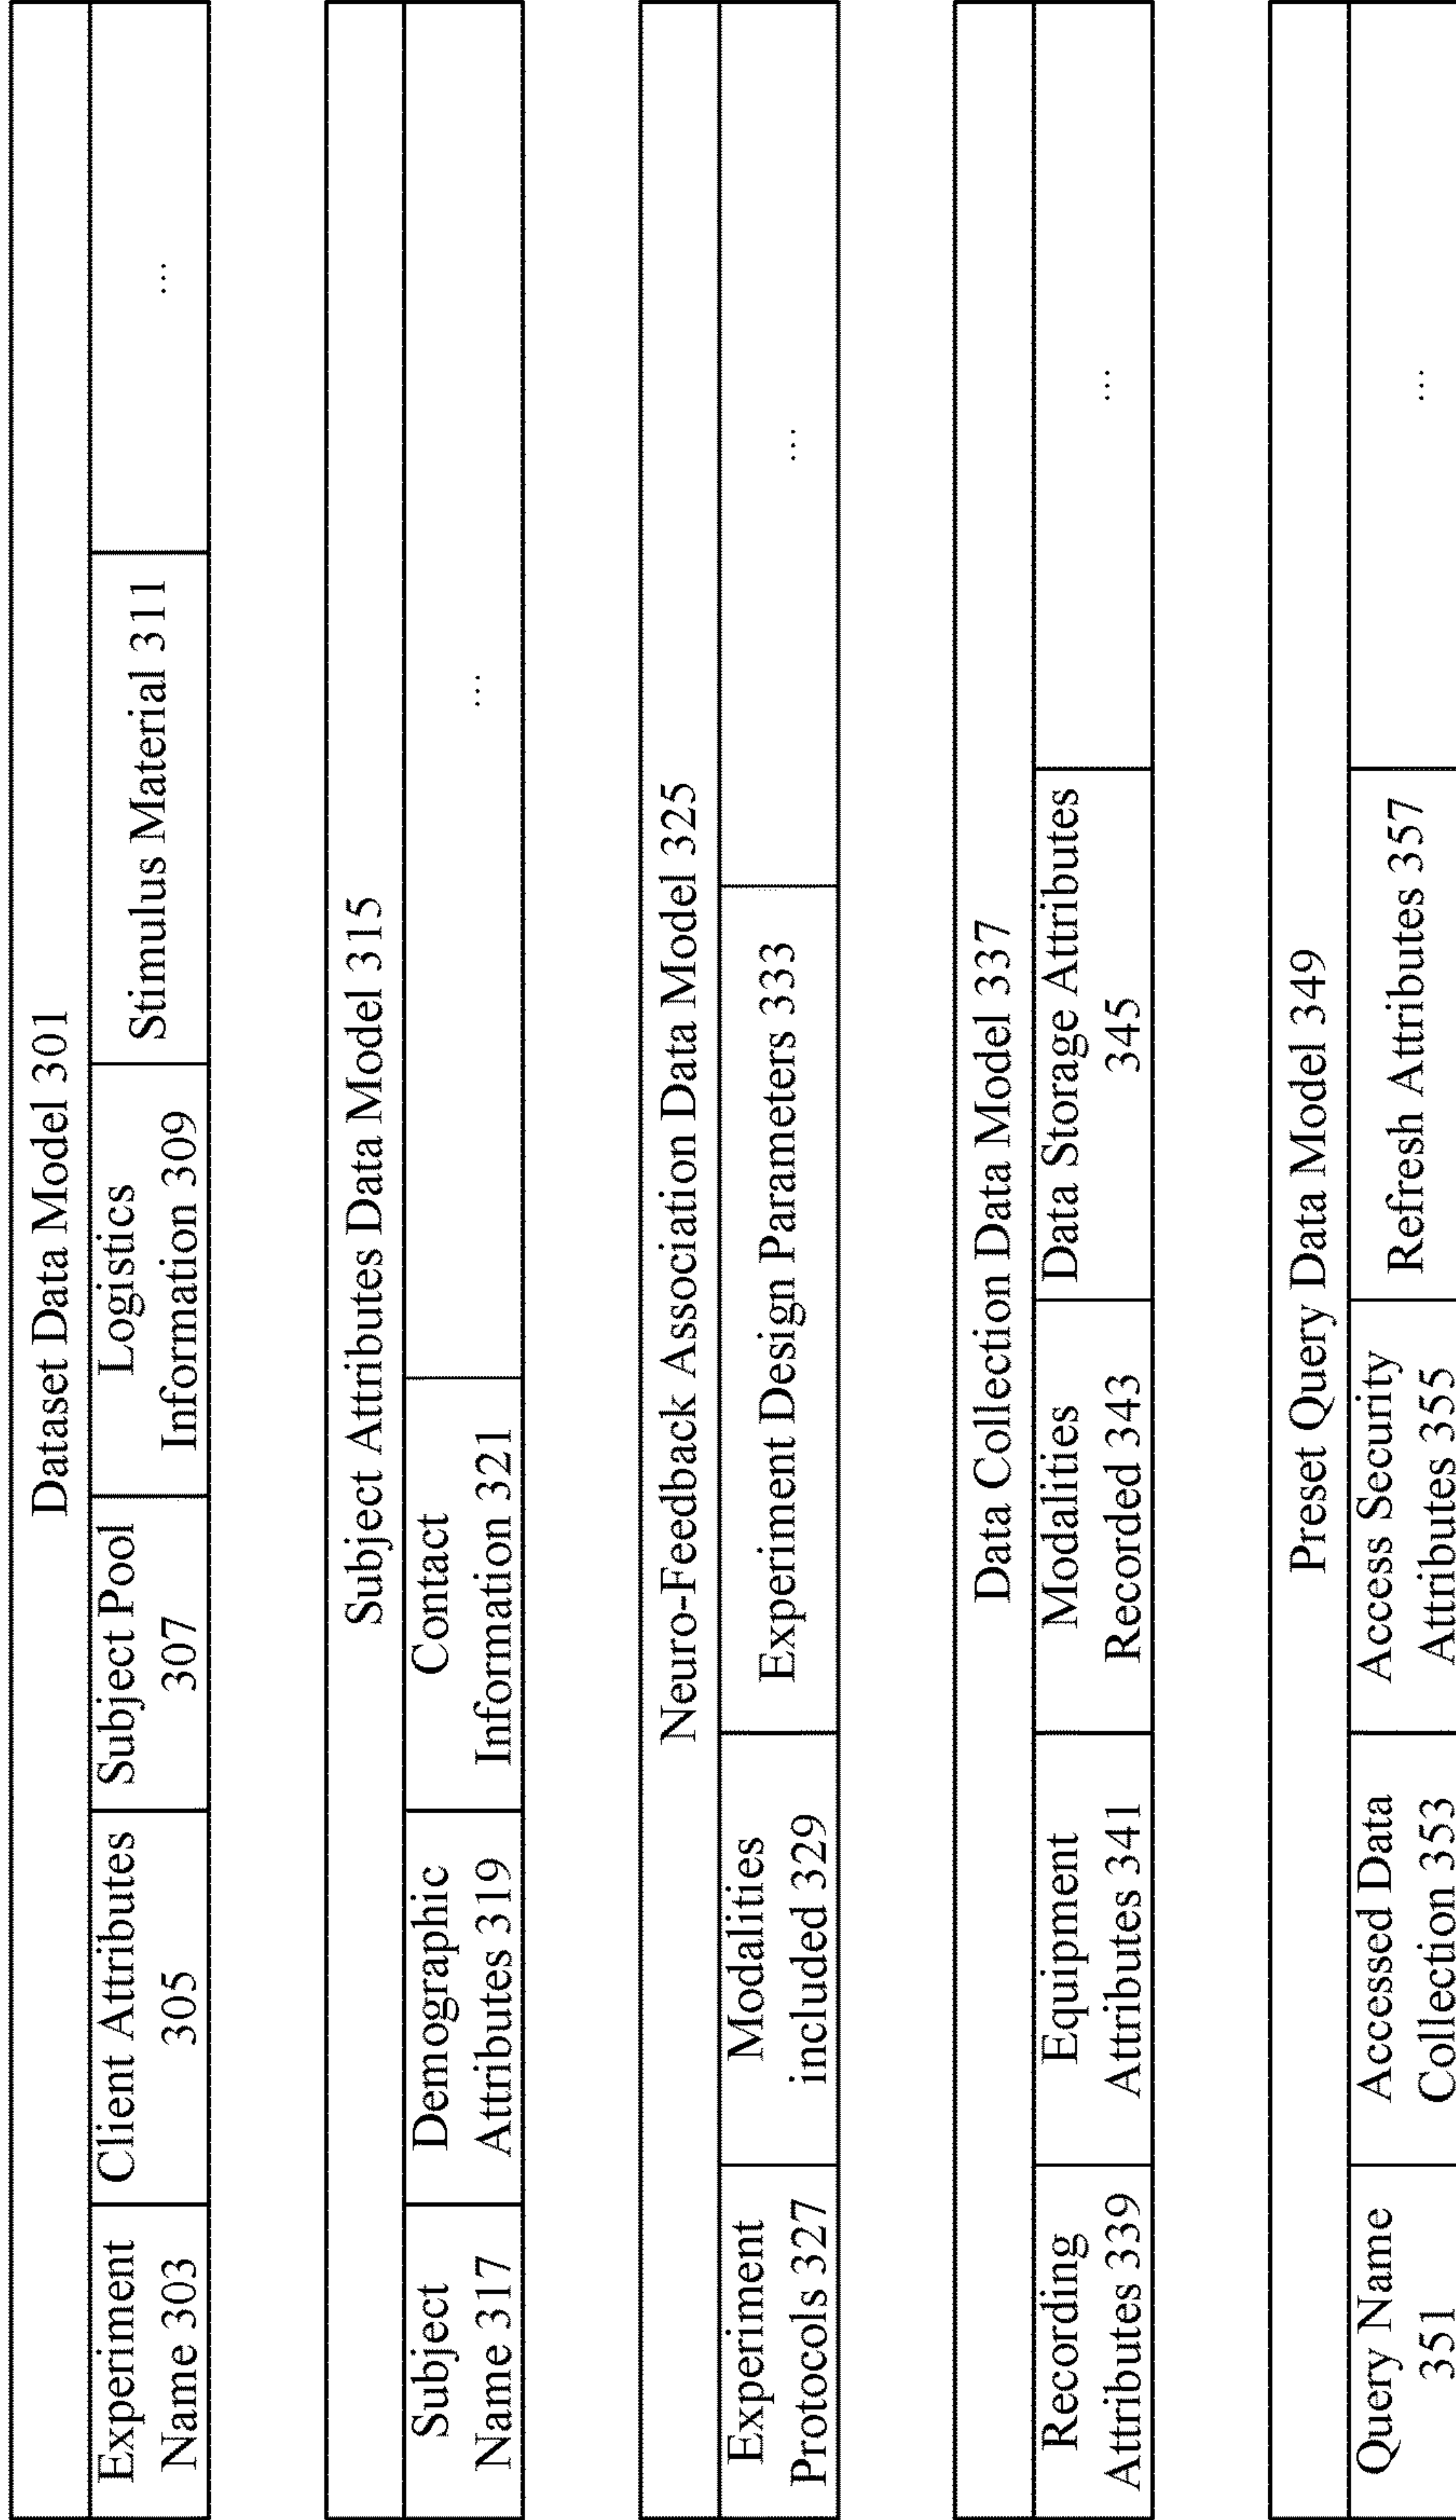 Dataset Data Model 301
Experiment
Name 303
Client Attributes
305
Subject Pool
307
Logistics
Information 309
Stimulus Material 311
...
Subject Attributes Data Model 315
Subject
Name 317
Demographic
Attributes 319
Contact
Information 321
...
Neuro-Feedback Association Data Model 325
Experiment
Protocols 327
Modalities
included 329
Experiment Design Parameters 333
...
Data Collection Data Model 337
Recording
Attributes 339
Equipment
Attributes 341
Modalities
Recorded 343
Data Storage Attributes
345
...
Preset Query Data Model 349
Query Name
351
Accessed Data
Collection 353
Access Security
Attributes 355
Refresh Attributes 357
...